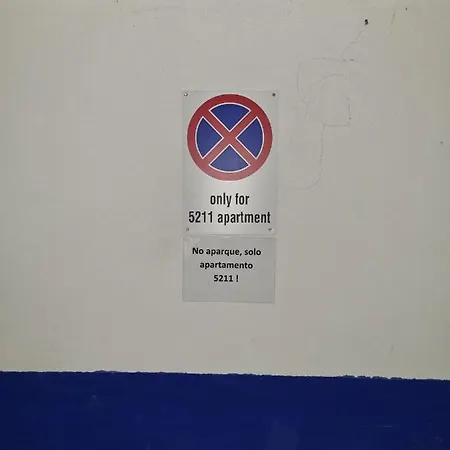 only for
5211 apartment
No aparque, solo
apartamento
5211 !